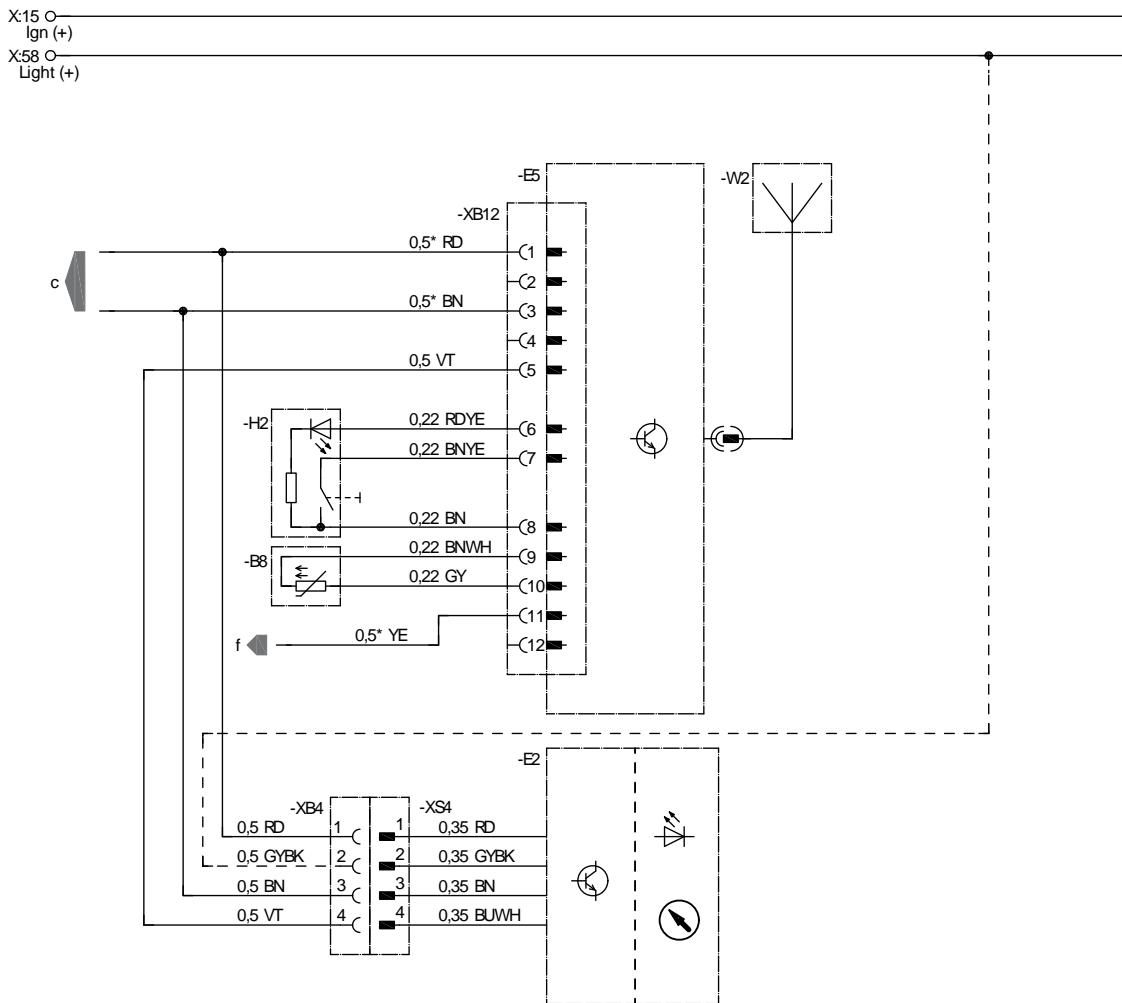 X:15
Ign (+)
X:58
Light (+)
-E5
-W2
-XB12
0,5* RD
1
c
2
0,5* BN
3
4
0,5 VT
5
-H2
0,22 RDYE
6
0,22 BNYE
7
0,22 BN
8
-B8
0,22 BNWH
9
0,22 GY
10
11
f
0,5* YE
12
-E2
-XB4
-XS4
0,5 RD
1
1
0,35 RD
0,5 GYBK
2
2
0,35 GYBK
0,5 BN
3
3
0,35 BN
0,5 VT
4
4
0,35 BUWH